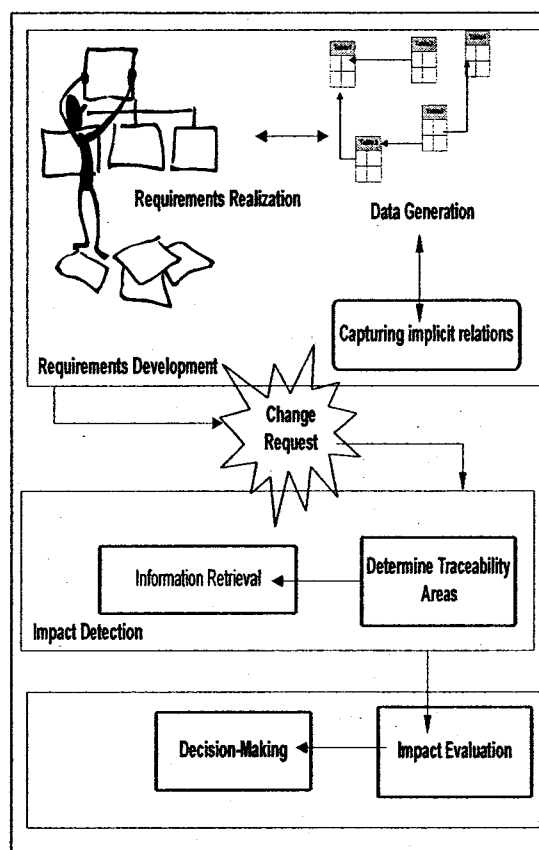 Table1
Requirements Realization
Data Generation
Capturing implicit relations
Requirements Development
Change
Request
Information Retrieval
Determine Traceability
Areas
Impact Detection
Decision-Making
Impact Evaluation